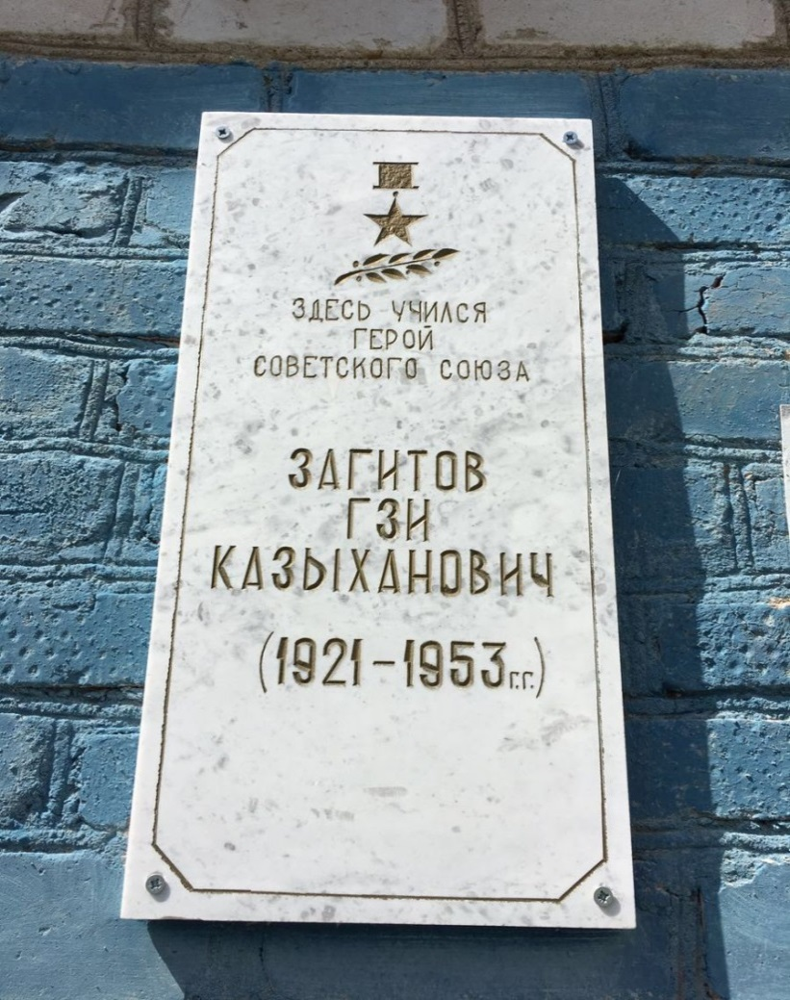 ЗДЕСЬ УЧИЛСЯ
ГЕРОЙ
СОВЕТСКОГО СОЮЗА
ЗАГИТОВ
ГЗИ
КАЗЫХАНОВИЧ
(1921-1953г.г.)